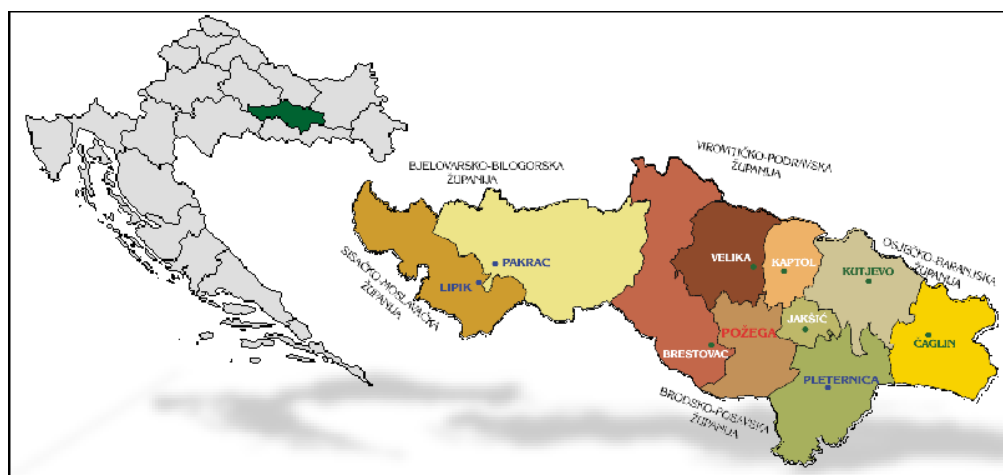 BJELOVARSKO-BILOGORSKA
ŽUPANIJA
VIROVITIČKO-PODRAVSKA
ŽUPANIJA
OSJEČKO-BARANJSKA
ŽUPANIJA
SISAČKO-MOSLAVAČKA
ŽUPANIJA
BRODSKO-POSAVSKA
ŽUPANIJA
PAKRAC
LIPIK
VELIKA
KAPTOL
KUTJEVO
POŽEGA
JAKŠIĆ
BRESTOVAC
ČAGLIN
PLETERNICA